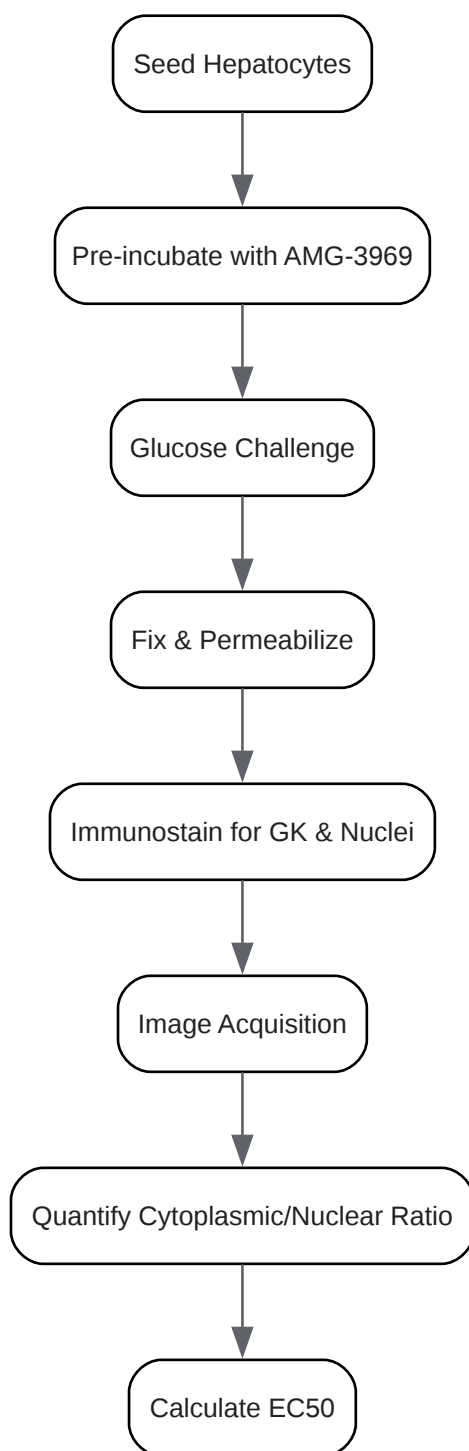 Seed Hepatocytes
Pre-incubate with AMG-3969
Glucose Challenge
Fix & Permeabilize
Immunostain for GK & Nuclei
Image Acquisition
Quantify Cytoplasmic/Nuclear Ratio
Calculate EC50